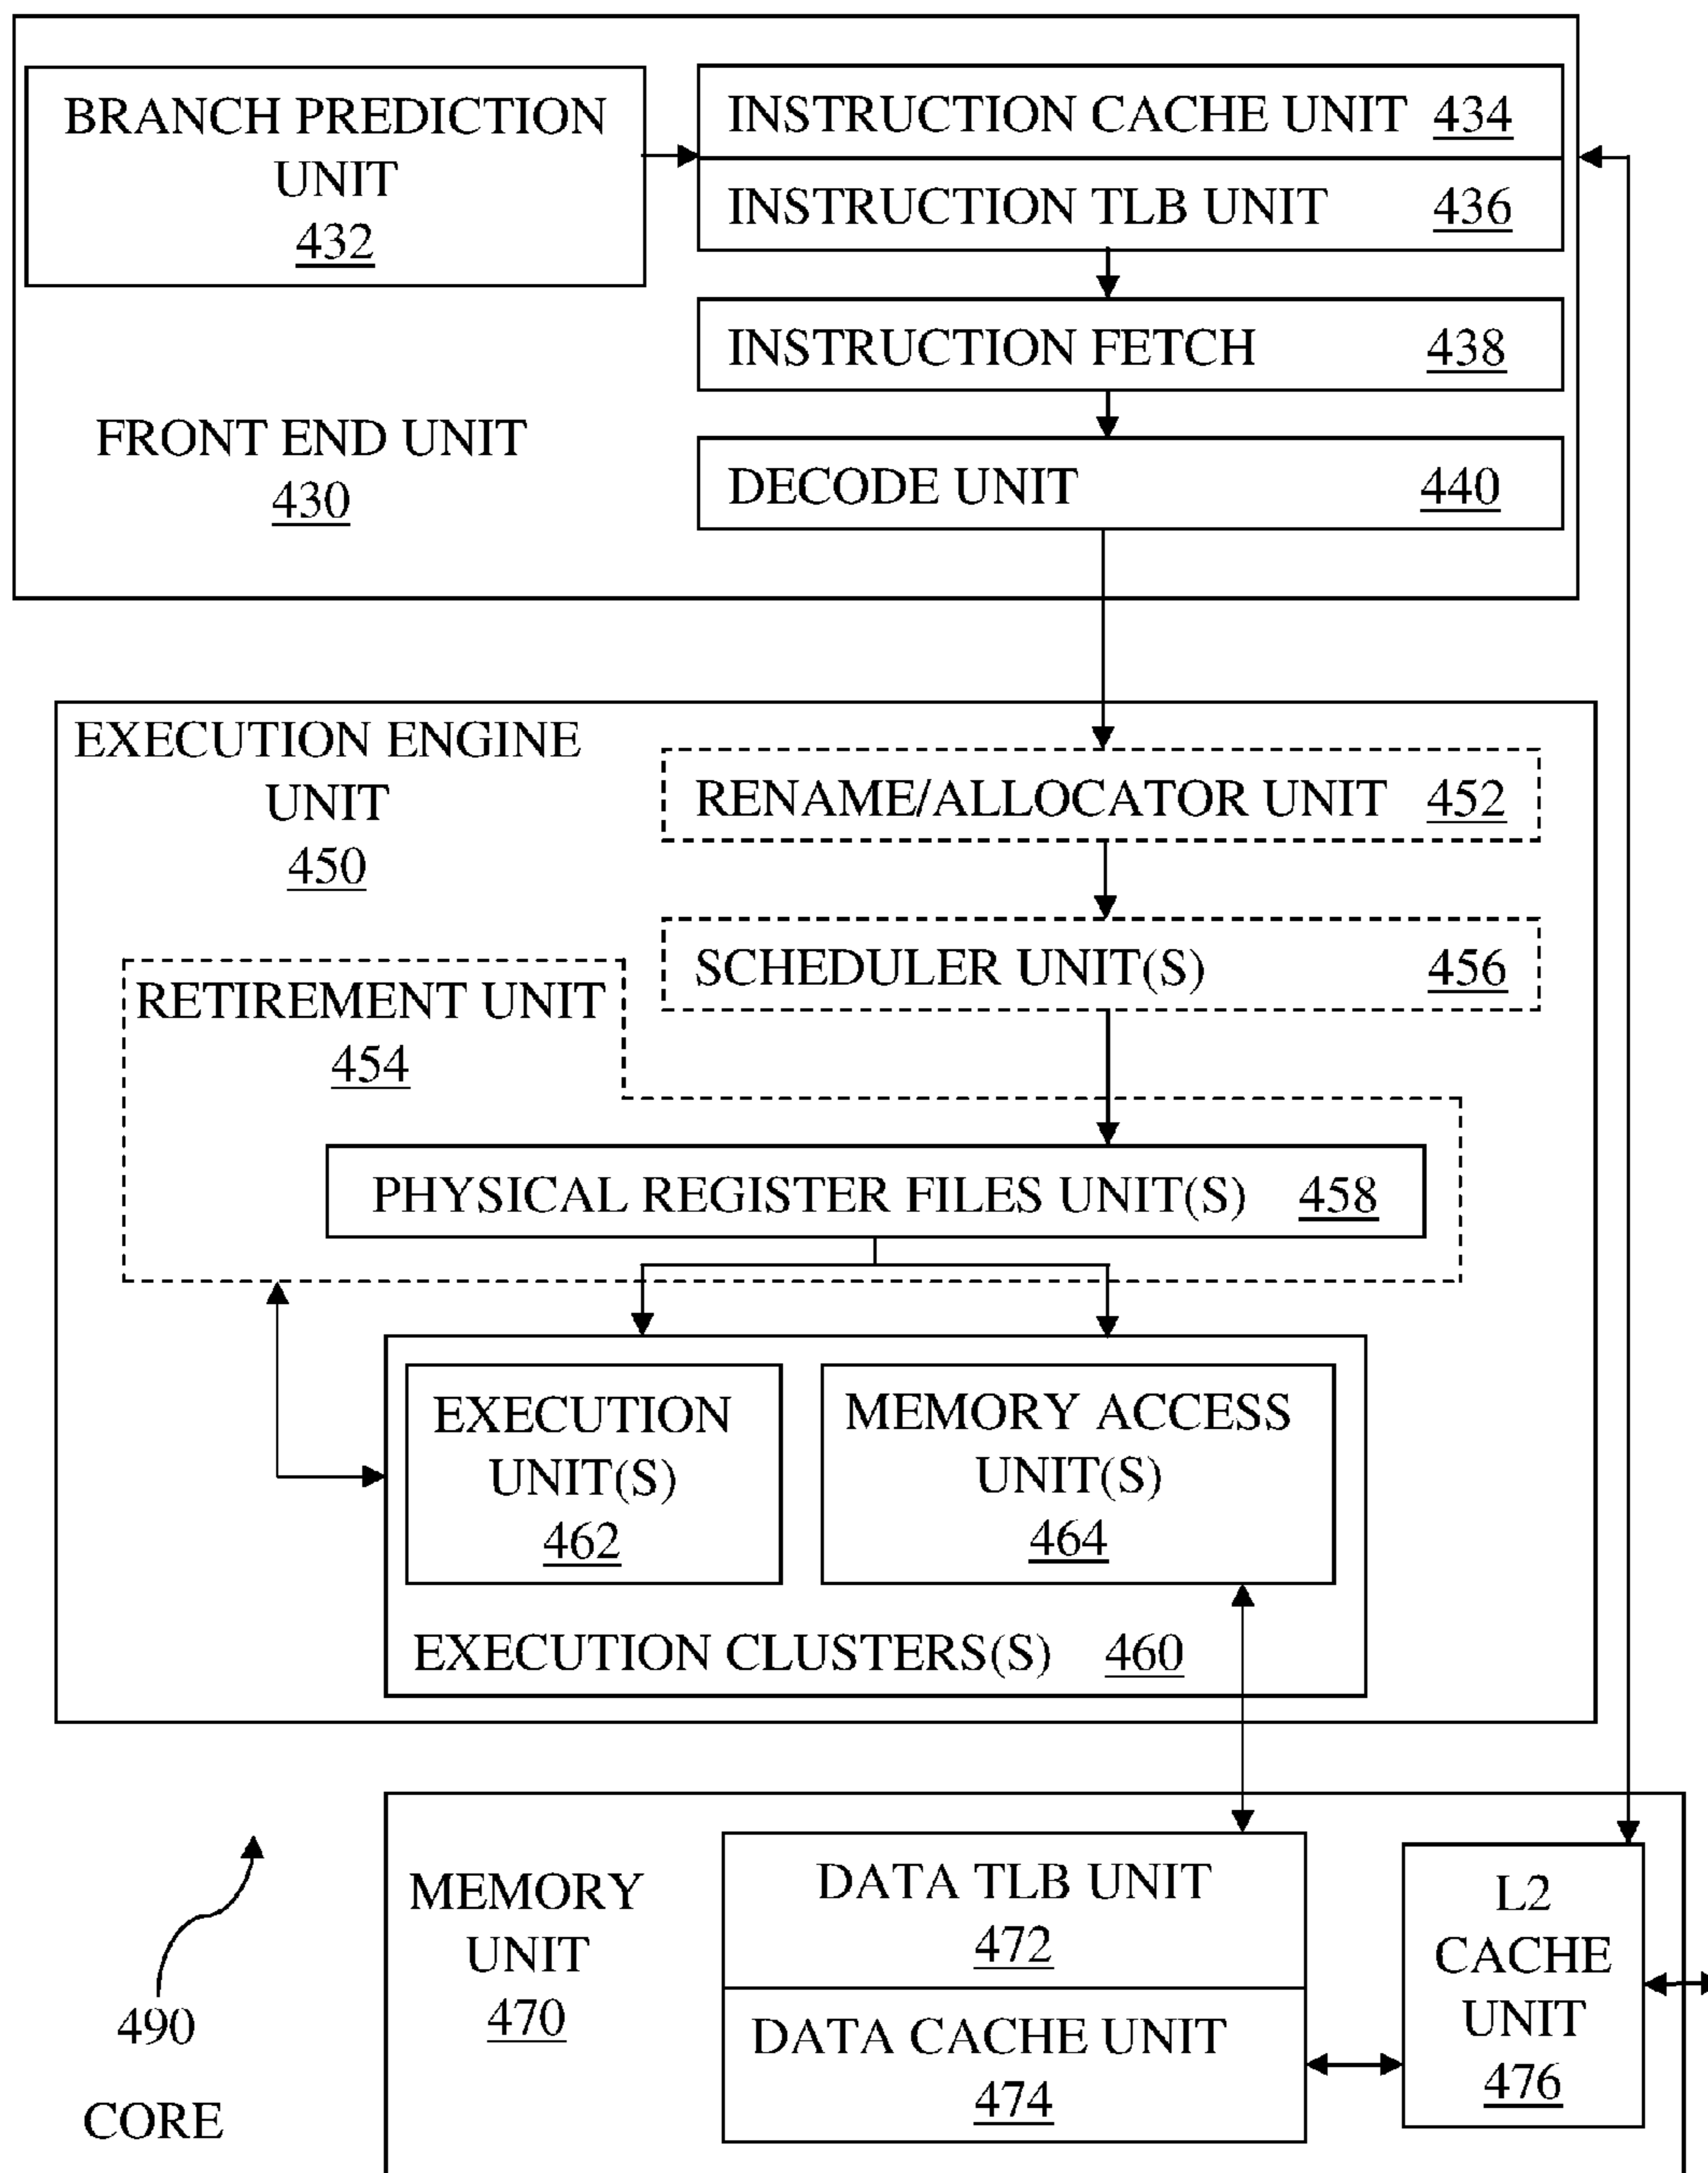 BRANCH PREDICTION
UNIT
432
INSTRUCTION CACHE UNIT 434
INSTRUCTION TLB UNIT 436
INSTRUCTION FETCH 438
FRONT END UNIT
430
DECODE UNIT 440
EXECUTION ENGINE
UNIT
450
RENAME/ALLOCATOR UNIT 452
SCHEDULER UNIT(S) 456
RETIREMENT UNIT
454
PHYSICAL REGISTER FILES UNIT(S) 458
EXECUTION
UNIT(S)
462
MEMORY ACCESS
UNIT(S)
464
EXECUTION CLUSTERS(S) 460
MEMORY
UNIT
470
DATA TLB UNIT
472
DATA CACHE UNIT
474
L2
CACHE
UNIT
476
490
CORE